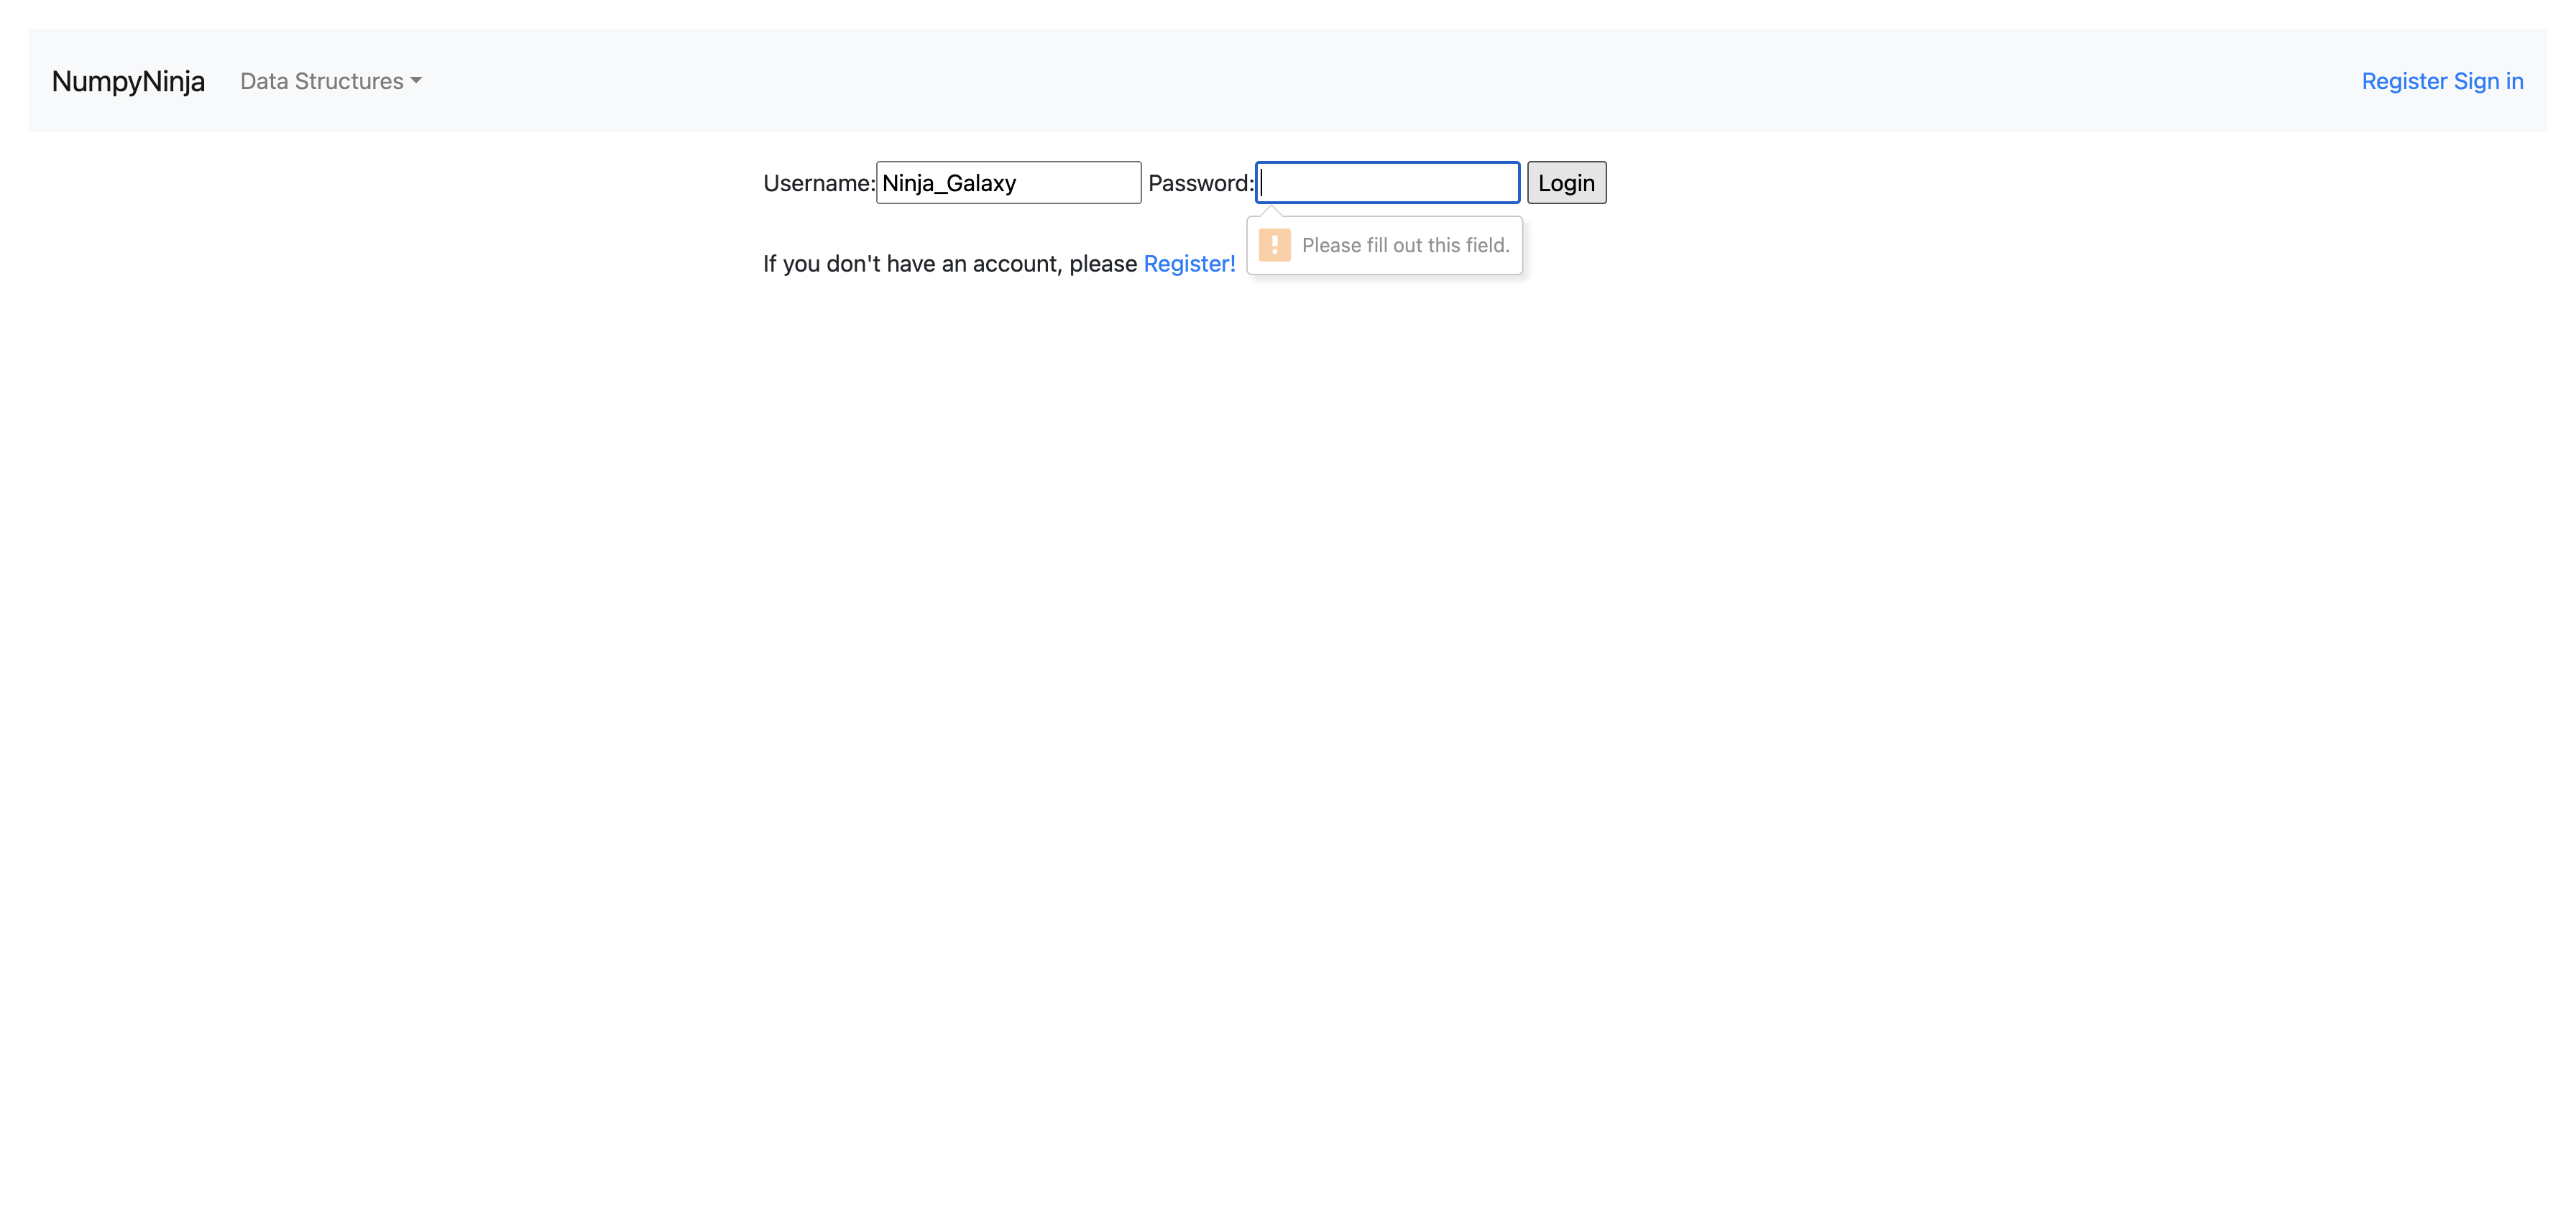 NumpyNinja Data Structures Register Sign in
Username: Ninja_Galaxy Password: Login
Please fill out this field.
If you don't have an account, please Register!